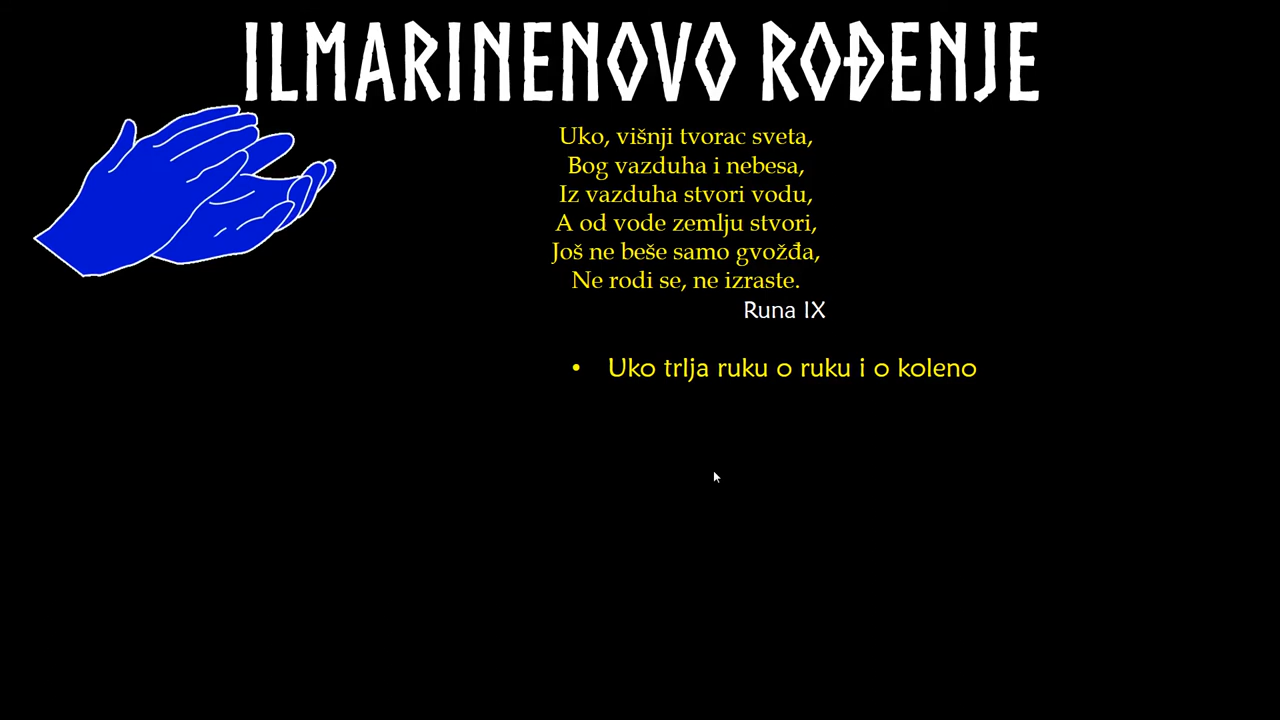 ILMARINENOVO ROĐENJE
Uko, višnji tvorac sveta,
Bog vazduha i nebesa,
Iz vazduha stvori vodu,
A od vode zemlju stvori,
Još ne beše samo gvožđa,
Ne rodi se, ne izraste.
Runa IX
• Uko trlja ruku o ruku i o koleno